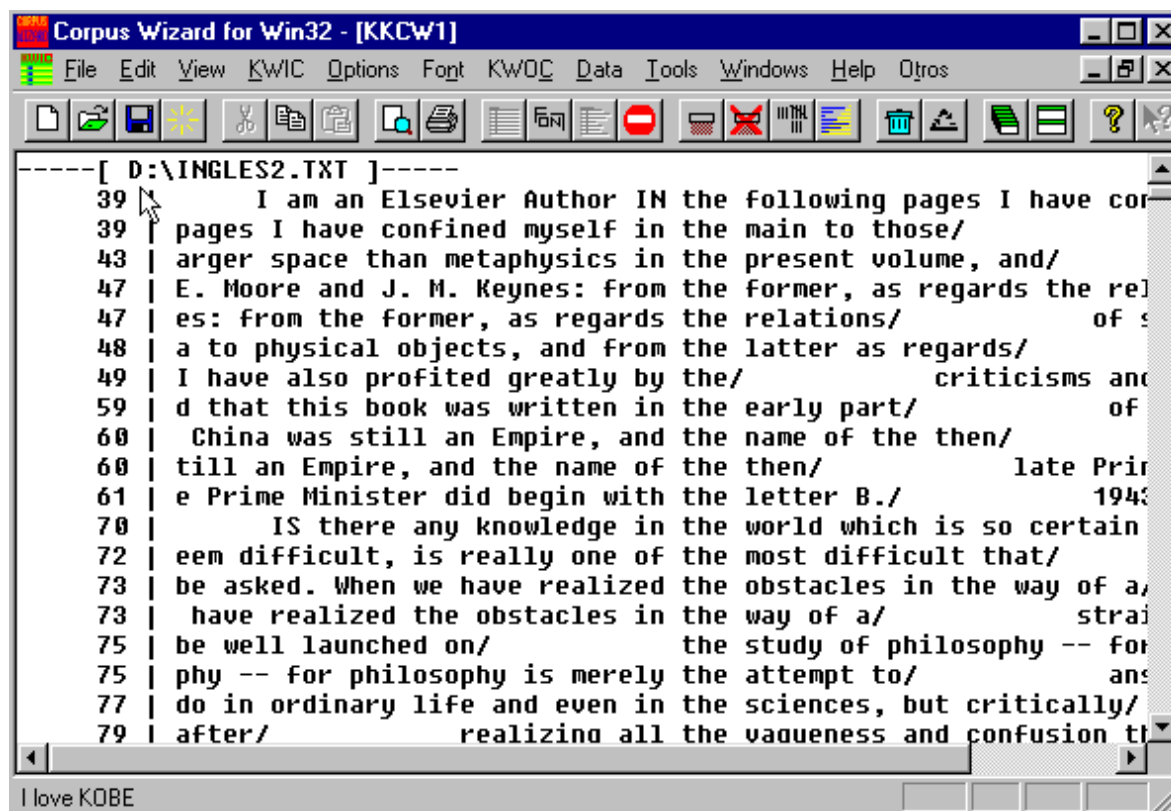 Corpus Wizard for Win32 - [KKCW1]
File Edit View KWIC Options Font KWOC Data Tools Windows Help Otros
-----[ D:\INGLES2.TXT ]-----
39 | I am an Elsevier Author IN the following pages I have con
39 | pages I have confined myself in the main to those/
43 | arger space than metaphysics in the present volume, and/
47 | E. Moore and J. M. Keynes: from the former, as regards the rel
47 | es: from the former, as regards the relations/ of s
48 | a to physical objects, and from the latter as regards/
49 | I have also profited greatly by the/ criticisms and
59 | d that this book was written in the early part/ of
60 | China was still an Empire, and the name of the then/
60 | till an Empire, and the name of the then/ late Prim
61 | e Prime Minister did begin with the letter B./ 1943
70 | IS there any knowledge in the world which is so certain
72 | eem difficult, is really one of the most difficult that/
73 | be asked. When we have realized the obstacles in the way of a/
73 | have realized the obstacles in the way of a/ strai
75 | be well launched on/ the study of philosophy -- for
75 | phy -- for philosophy is merely the attempt to/ ans
77 | do in ordinary life and even in the sciences, but critically/
79 | after/ realizing all the vagueness and confusion th
I love KOBE